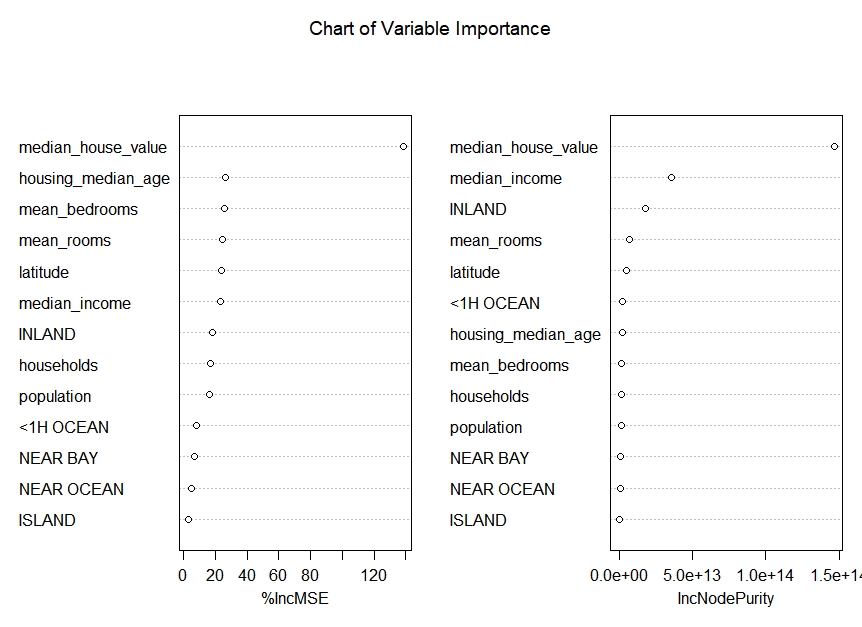 Chart of Variable Importance
median_house_value
housing_median_age
mean_bedrooms
mean_rooms
latitude
median_income
INLAND
households
population
<1H OCEAN
NEAR BAY
NEAR OCEAN
ISLAND
0 20 40 60 80 120
%IncMSE
median_house_value
median_income
INLAND
mean_rooms
latitude
<1H OCEAN
housing_median_age
mean_bedrooms
households
population
NEAR BAY
NEAR OCEAN
ISLAND
0.0e+00 5.0e+13 1.0e+14 1.5e+14
IncNodePurity